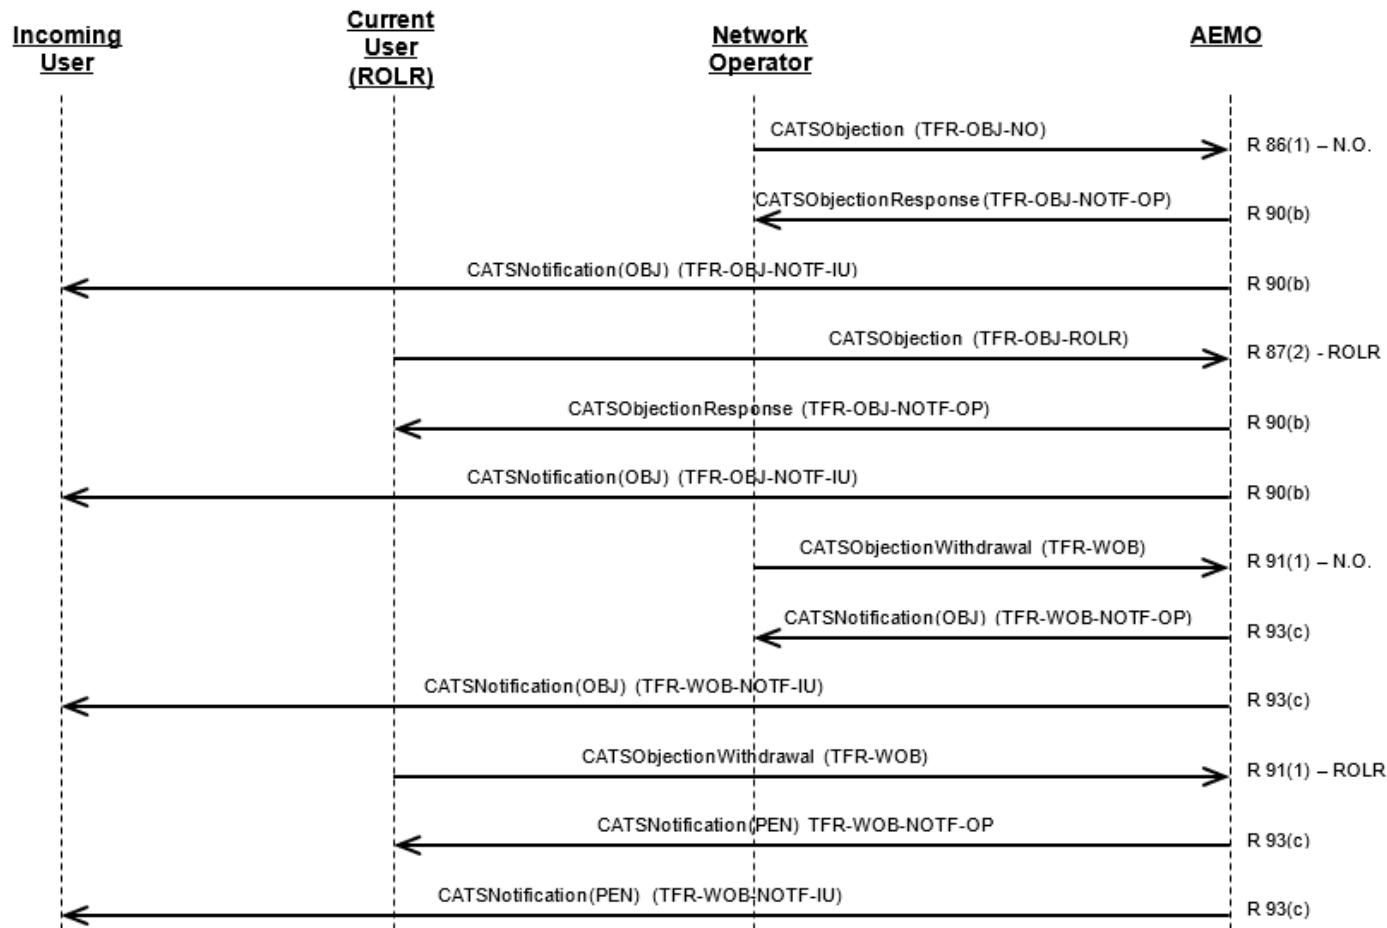 Incoming
User
Current
User
(ROLR)
Network
Operator
AEMO
CATSObjection (TFR-OBJ-NO)
R 86(1) – N.O.
CATSObjectionResponse (TFR-OBJ-NOTF-OP)
R 90(b)
CATSNotification(OBJ) (TFR-OBJ-NOTF-IU)
R 90(b)
CATSObjection (TFR-OBJ-ROLR)
R 87(2) - ROLR
CATSObjectionResponse (TFR-OBJ-NOTF-OP)
R 90(b)
CATSNotification(OBJ) (TFR-OBJ-NOTF-IU)
R 90(b)
CATSObjectionWithdrawal (TFR-WOB)
R 91(1) – N.O.
CATSNotification(OBJ) (TFR-WOB-NOTF-OP)
R 93(c)
CATSNotification(OBJ) (TFR-WOB-NOTF-IU)
R 93(c)
CATSObjectionWithdrawal (TFR-WOB)
R 91(1) – ROLR
CATSNotification(PEN) TFR-WOB-NOTF-OP
R 93(c)
CATSNotification(PEN) (TFR-WOB-NOTF-IU)
R 93(c)